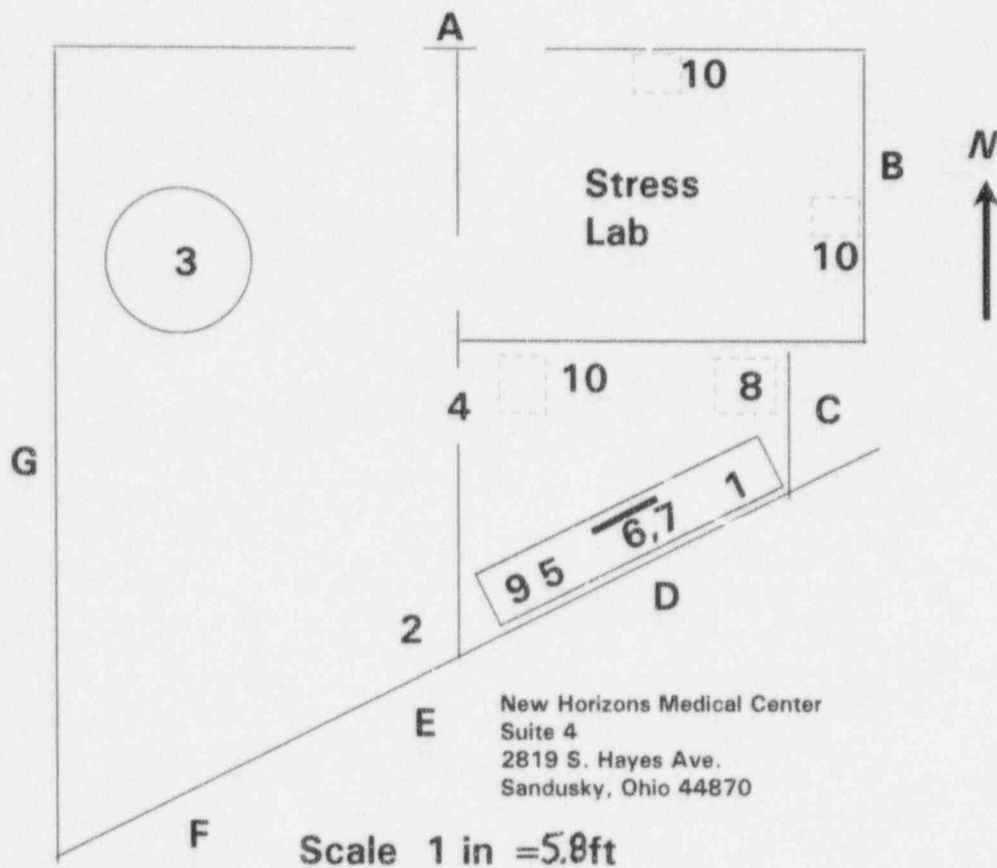 A
10
B
N
Stress
Lab
3
10
10
8
4
C
G
6,7
1
9 5
D
2
E
New Horizons Medical Center
Suite 4
2819 S. Hayes Ave.
Sandusky, Ohio 44870
F
Scale 1 in =5.8ft